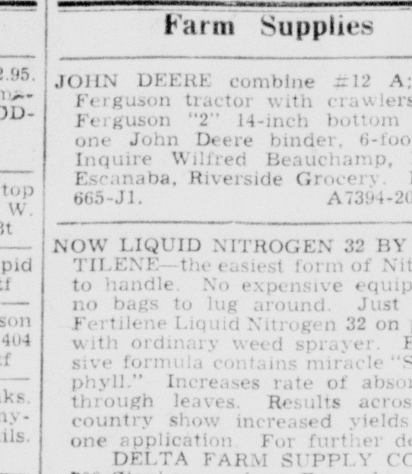 Farm Supplies
2.95.
OD-
top
W.
3t
pid
tf
son
404
tf
ks.
ny-
ils.
JOHN DEERE combine #12 A;
Ferguson tractor with crawlers
Ferguson "2" 14-inch bottom
one John Deere binder, 6-foo
Inquire Wilfred Beauchamp,
Escanaba, Riverside Grocery.
665-J1. A7394-20
NOW LIQUID NITROGEN 32 BY
TILENE—the easiest form of Nit
to handle. No expensive equip
no bags to lug around. Just
Fertilene Liquid Nitrogen 32 on
with ordinary weed sprayer.
sive formula contains miracle "S
phyll." Increases rate of absor
through leaves. Results acros
country show increased yields
one application. For further de
DELTA FARM SUPPLY CO